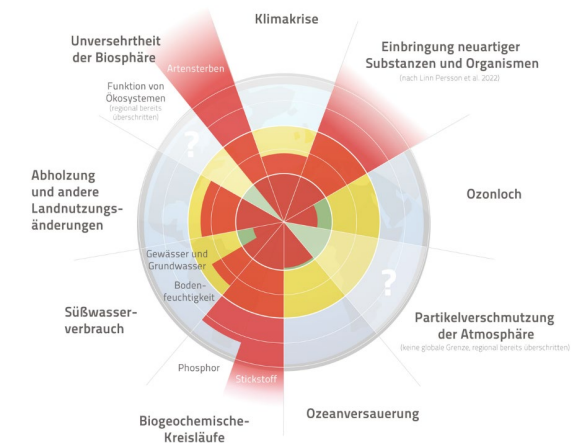 Klimakrise
Unversehrtheit
der Biosphäre
Artensterben
Funktion von
Ökosystemen
(regional bereits
überschritten)
?
Einbringung neuartiger
Substanzen und Organismen
(nach Linn Persson et al. 2022)
Abholzung
und andere
Landnutzungs-
änderungen
Ozonloch
Gewässer und
Grundwasser
Boden-
feuchtigkeit
?
Süßwasser-
verbrauch
Partikelverschmutzung
der Atmosphäre
(keine globale Grenze, regional bereits überschritten)
Phosphor
Stickstoff
Biogeochemische-
Kreisläufe
Ozeanversauerung